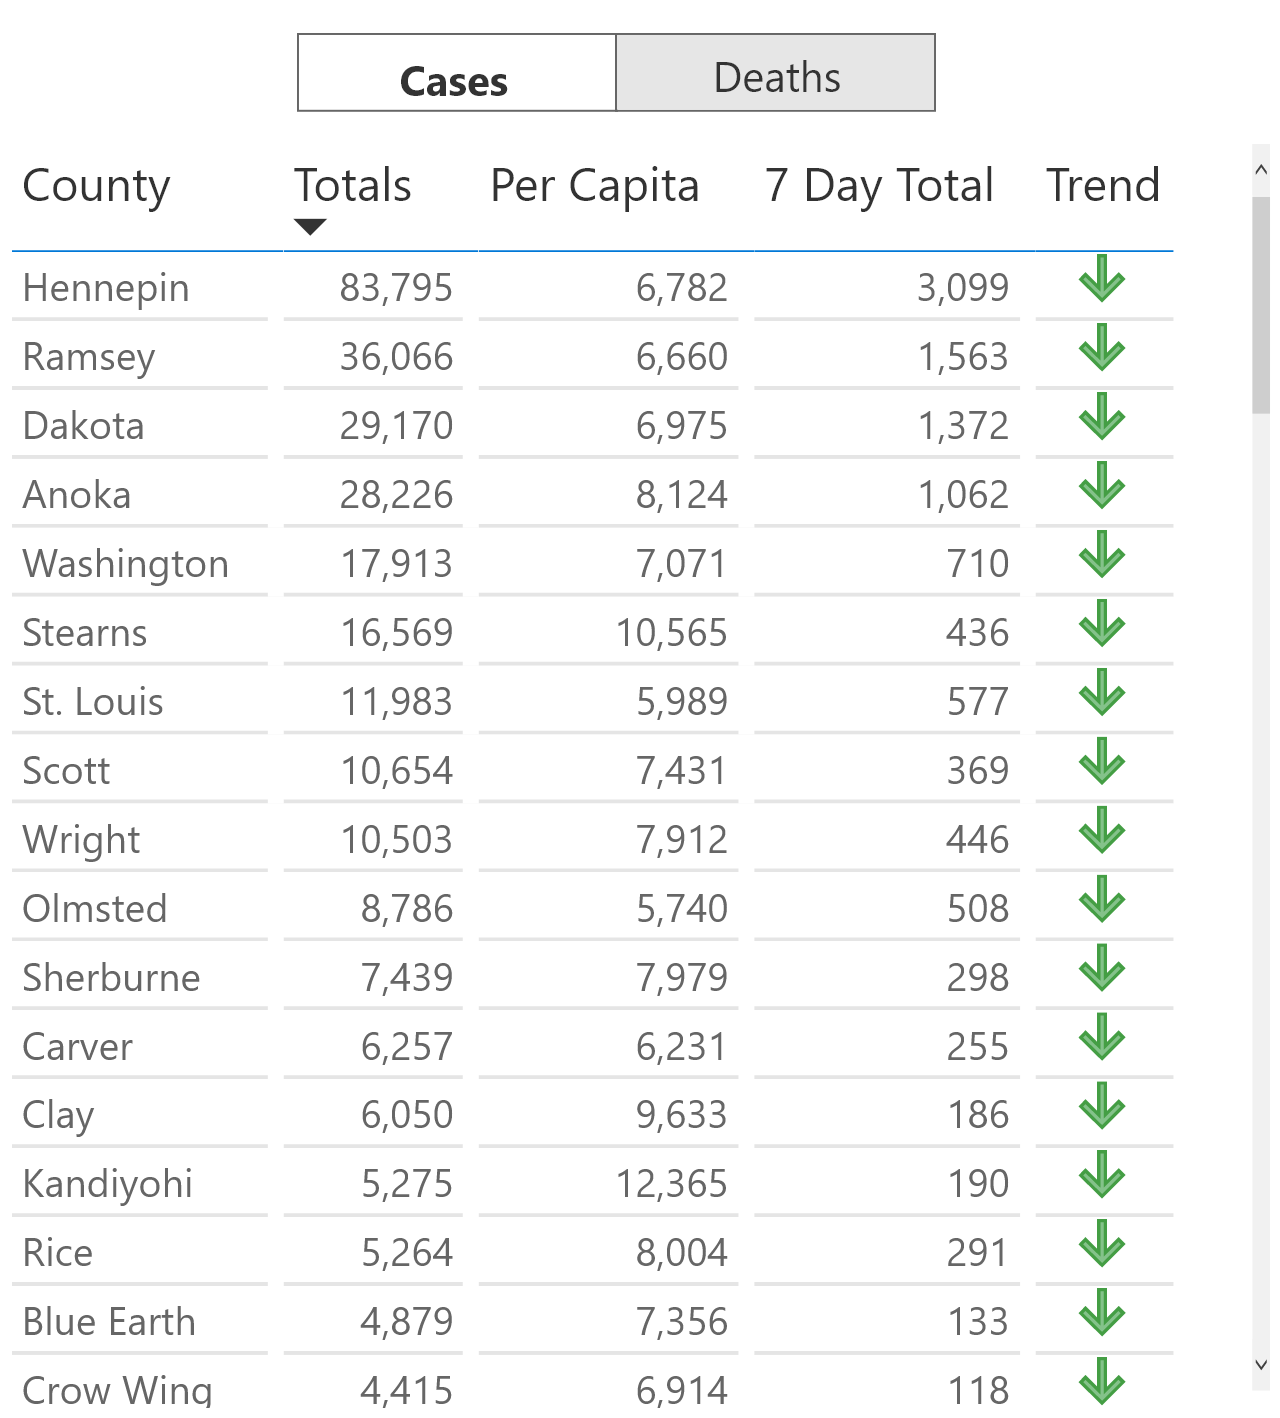 Cases Deaths
County Totals Per Capita 7 Day Total Trend
Hennepin 83,795 6,782 3,099
Ramsey 36,066 6,660 1,563
Dakota 29,170 6,975 1,372
Anoka 28,226 8,124 1,062
Washington 17,913 7,071 710
Stearns 16,569 10,565 436
St. Louis 11,983 5,989 577
Scott 10,654 7,431 369
Wright 10,503 7,912 446
Olmsted 8,786 5,740 508
Sherburne 7,439 7,979 298
Carver 6,257 6,231 255
Clay 6,050 9,633 186
Kandiyohi 5,275 12,365 190
Rice 5,264 8,004 291
Blue Earth 4,879 7,356 133
Crow Wing 4,415 6,914 118